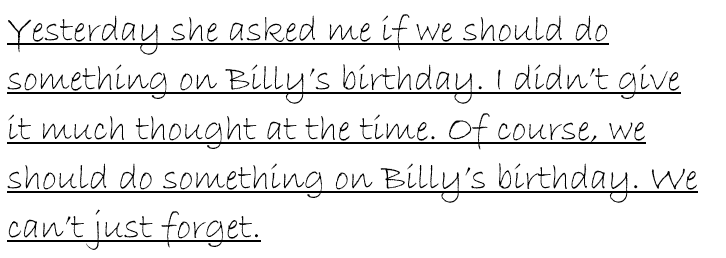 Yesterday she asked me if we should do
something on Billy's birthday. I didn't give
it much thought at the time. Of course, we
should do something on Billy's birthday. We
can't just forget.